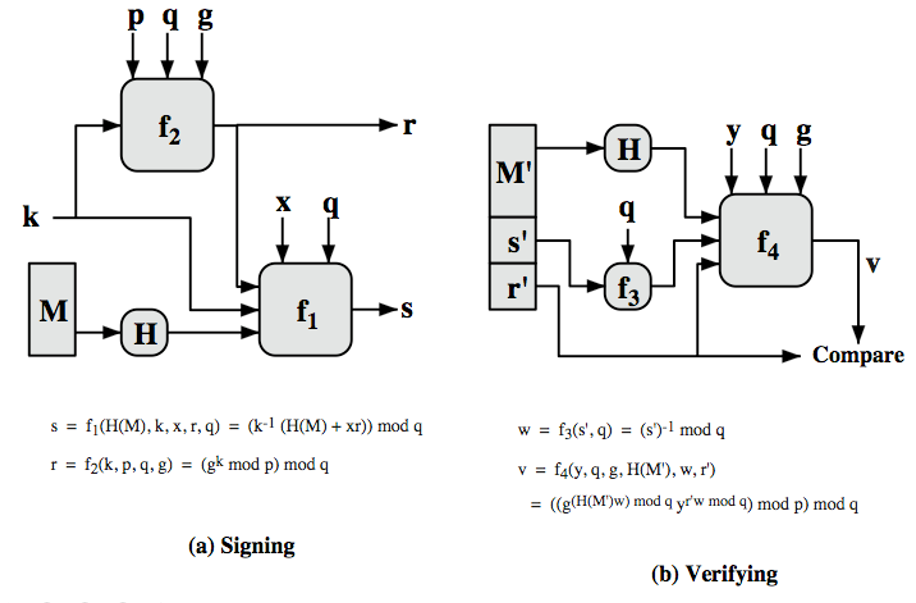 p q g
f2
r
k
x q
M
H
f1
s
s = f1(H(M), k, x, r, q) = (k-1 (H(M) + xr)) mod q
r = f2(k, p, q, g) = (gk mod p) mod q
(a) Signing
y q g
M'
H
q
s'
f4
r'
f3
v
Compare
w = f3(s', q) = (s')-1 mod q
v = f4(y, q, g, H(M'), w, r')
= ((g(H(M')w) mod q yr'w mod q) mod p) mod q
(b) Verifying